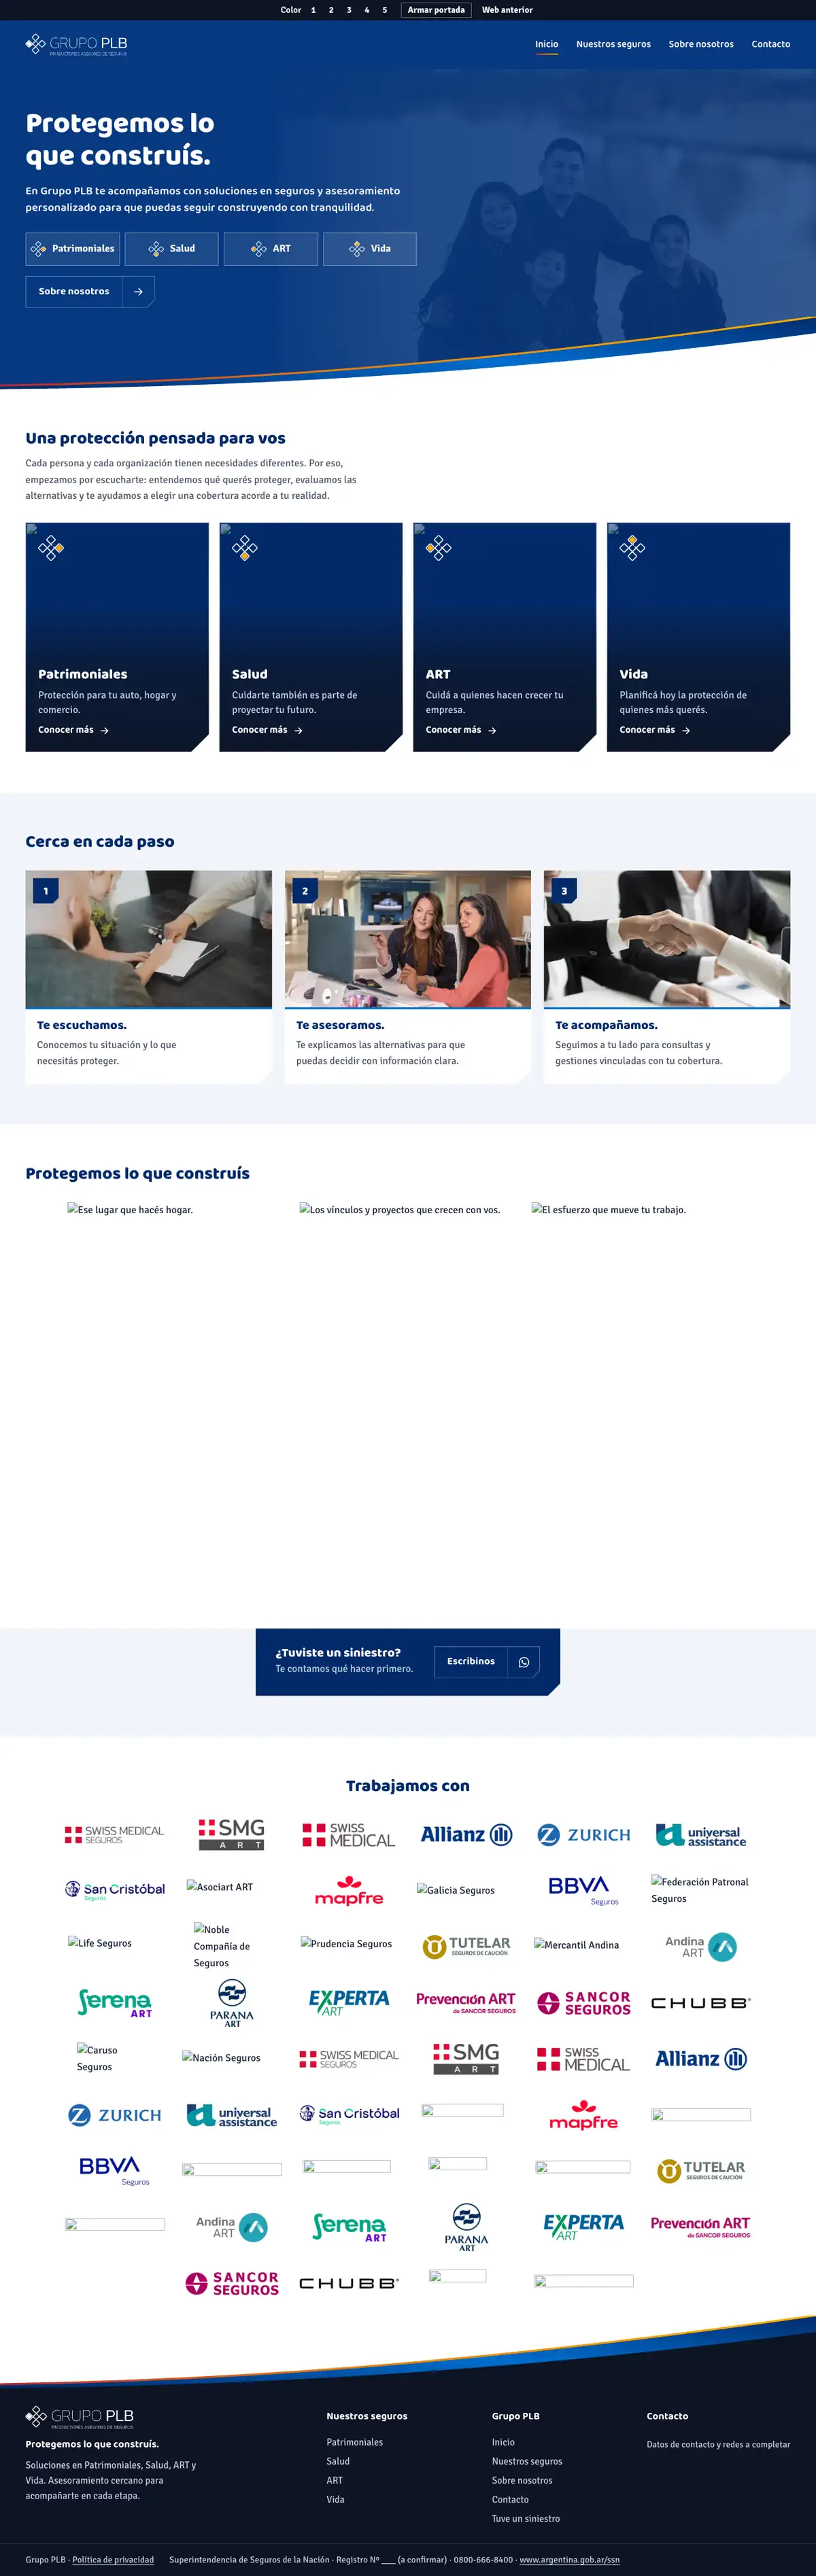 Color 1 2 3 4 5 Armar portada Web anterior
GRUPO PLB
PRODUCTORES ASESORES DE SEGUROS
Inicio Nuestros seguros Sobre nosotros Contacto
Protegemos lo
que construís.
En Grupo PLB te acompañamos con soluciones en seguros y asesoramiento
personalizado para que puedas seguir construyendo con tranquilidad.
Patrimoniales Salud ART Vida
Sobre nosotros
Una protección pensada para vos
Cada persona y cada organización tienen necesidades diferentes. Por eso,
empezamos por escucharte: entendemos qué querés proteger, evaluamos las
alternativas y te ayudamos a elegir una cobertura acorde a tu realidad.
Patrimoniales
Protección para tu auto, hogar y
comercio.
Conocer más
Salud
Cuidarte también es parte de
proyectar tu futuro.
Conocer más
ART
Cuidá a quienes hacen crecer tu
empresa.
Conocer más
Vida
Planificá hoy la protección de
quienes más querés.
Conocer más
Cerca en cada paso
1
Te escuchamos.
Conocemos tu situación y lo que
necesitás proteger.
2
Te asesoramos.
Te explicamos las alternativas para que
puedas decidir con información clara.
3
Te acompañamos.
Seguimos a tu lado para consultas y
gestiones vinculadas con tu cobertura.
Protegemos lo que construís
Ese lugar que hacés hogar.
Los vínculos y proyectos que crecen con vos.
El esfuerzo que mueve tu trabajo.
¿Tuviste un siniestro?
Te contamos qué hacer primero.
Escribinos
Trabajamos con
SWISS MEDICAL
SEGUROS
SMG
ART
SWISS
MEDICAL
Allianz
ZURICH
universal
assistance
San Cristóbal
Seguros
Asociart ART
mapfre
Galicia Seguros
BBVA
Seguros
Federación Patronal
Seguros
Life Seguros
Noble
Compañía de
Seguros
Prudencia Seguros
TUTELAR
SEGUROS DE CAUCIÓN
Mercantil Andina
Andina
ART
Serena
ART
PARANA
ART
EXPERTA
ART
Prevención ART
de SANCOR SEGUROS
SANCOR
SEGUROS
CHUBB
Caruso
Seguros
Nación Seguros
SWISS MEDICAL
SEGUROS
SMG
ART
SWISS
MEDICAL
Allianz
ZURICH
universal
assistance
San Cristóbal
Seguros
mapfre
BBVA
Seguros
TUTELAR
SEGUROS DE CAUCIÓN
Andina
ART
Serena
ART
PARANA
ART
EXPERTA
ART
Prevención ART
de SANCOR SEGUROS
SANCOR
SEGUROS
CHUBB
GRUPO PLB
PRODUCTORES ASESORES DE SEGUROS
Protegemos lo que construís.
Soluciones en Patrimoniales, Salud, ART y
Vida. Asesoramiento cercano para
acompañarte en cada etapa.
Nuestros seguros
Patrimoniales
Salud
ART
Vida
Grupo PLB
Inicio
Nuestros seguros
Sobre nosotros
Contacto
Tuve un siniestro
Contacto
Datos de contacto y redes a completar
Grupo PLB · Política de privacidad Superintendencia de Seguros de la Nación · Registro Nº ___ (a confirmar) · 0800-666-8400 · www.argentina.gob.ar/ssn